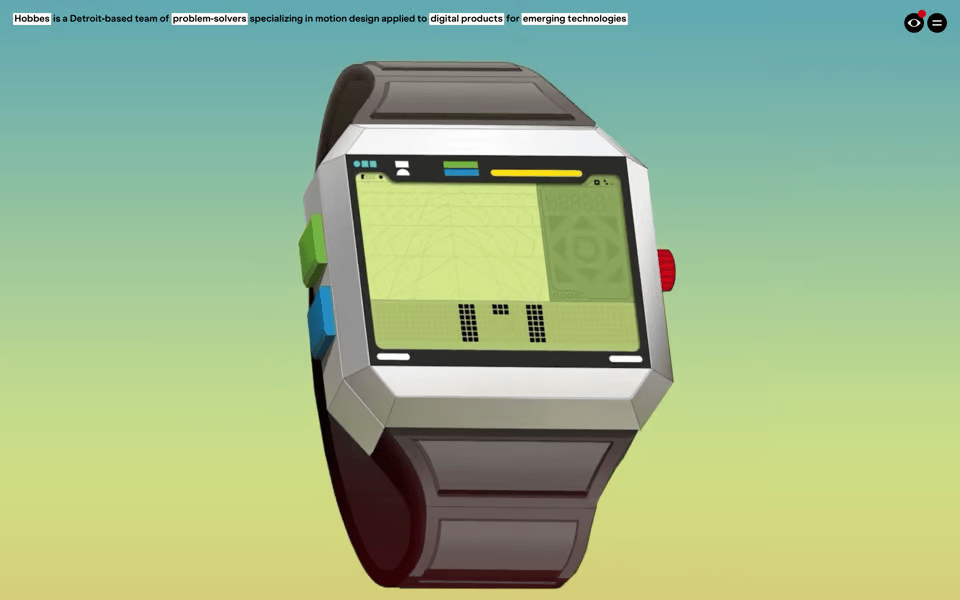 Hobbes is a Detroit-based team of problem-solvers specializing in motion design applied to digital products for emerging technologies